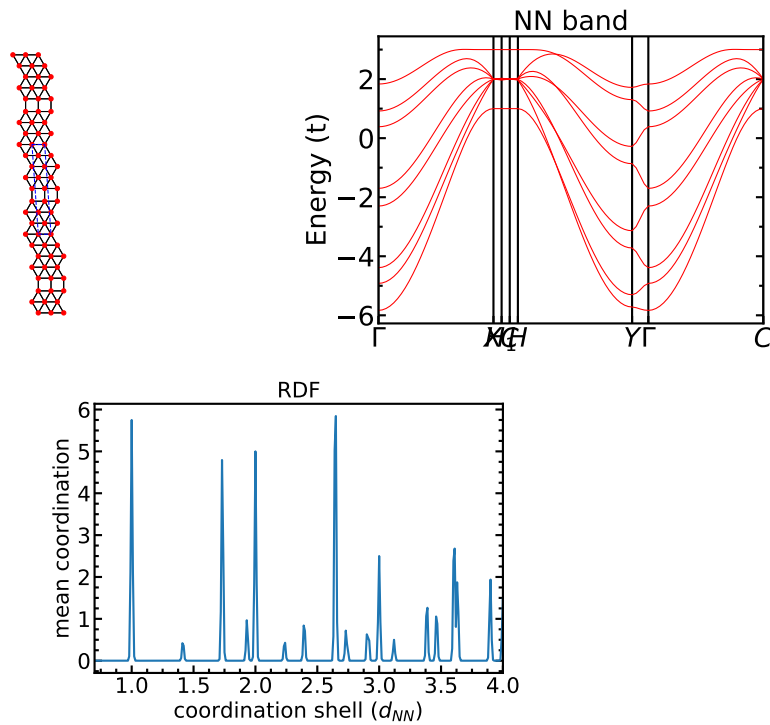 NN band
Energy (t)
2
0
−2
−4
−6
Γ
H
Y
Γ
C
RDF
mean coordination
6
5
4
3
2
1
0
1.0 1.5 2.0 2.5 3.0 3.5 4.0
coordination shell (d_NN)